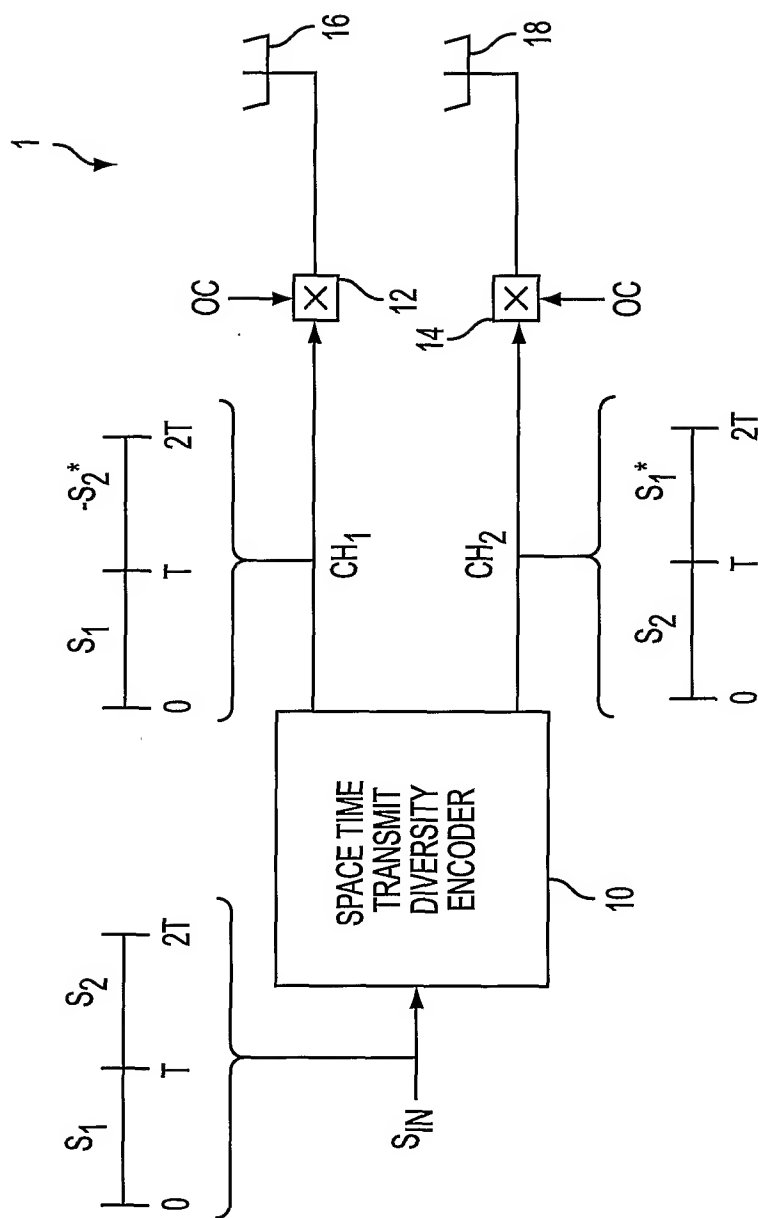 1
S1 S2
0 T 2T
SIN
SPACE TIME
TRANSMIT
DIVERSITY
ENCODER
10
S1 -S2*
0 T 2T
CH1
CH2
S2 S1*
0 T 2T
OC
12
14
OC
16
18